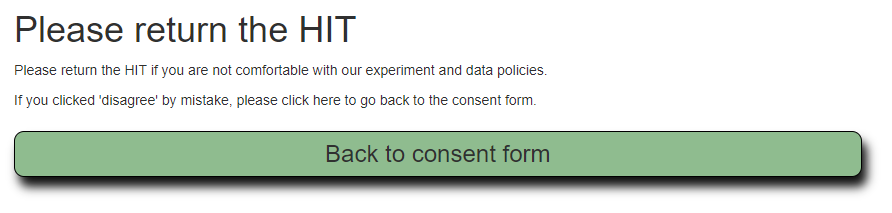 Please return the HIT
Please return the HIT if you are not comfortable with our experiment and data policies.
If you clicked 'disagree' by mistake, please click here to go back to the consent form.
Back to consent form